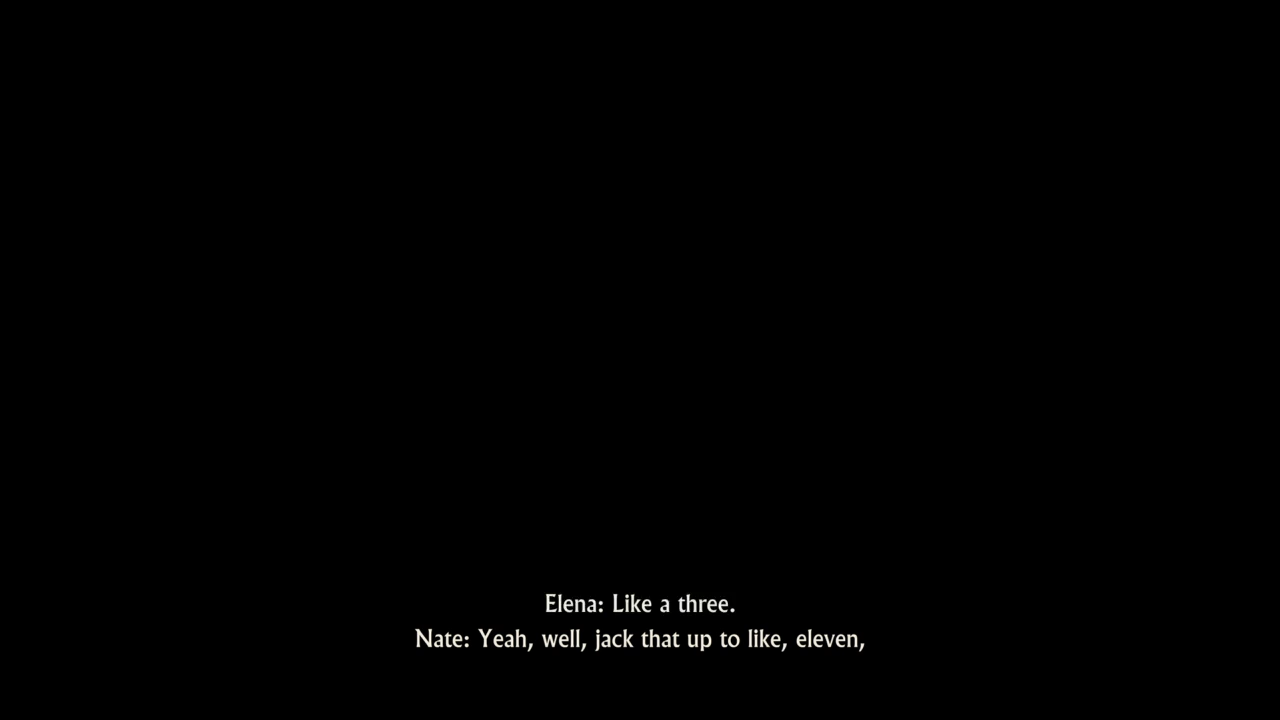 Elena: Like a three.
Nate: Yeah, well, jack that up to like, eleven,